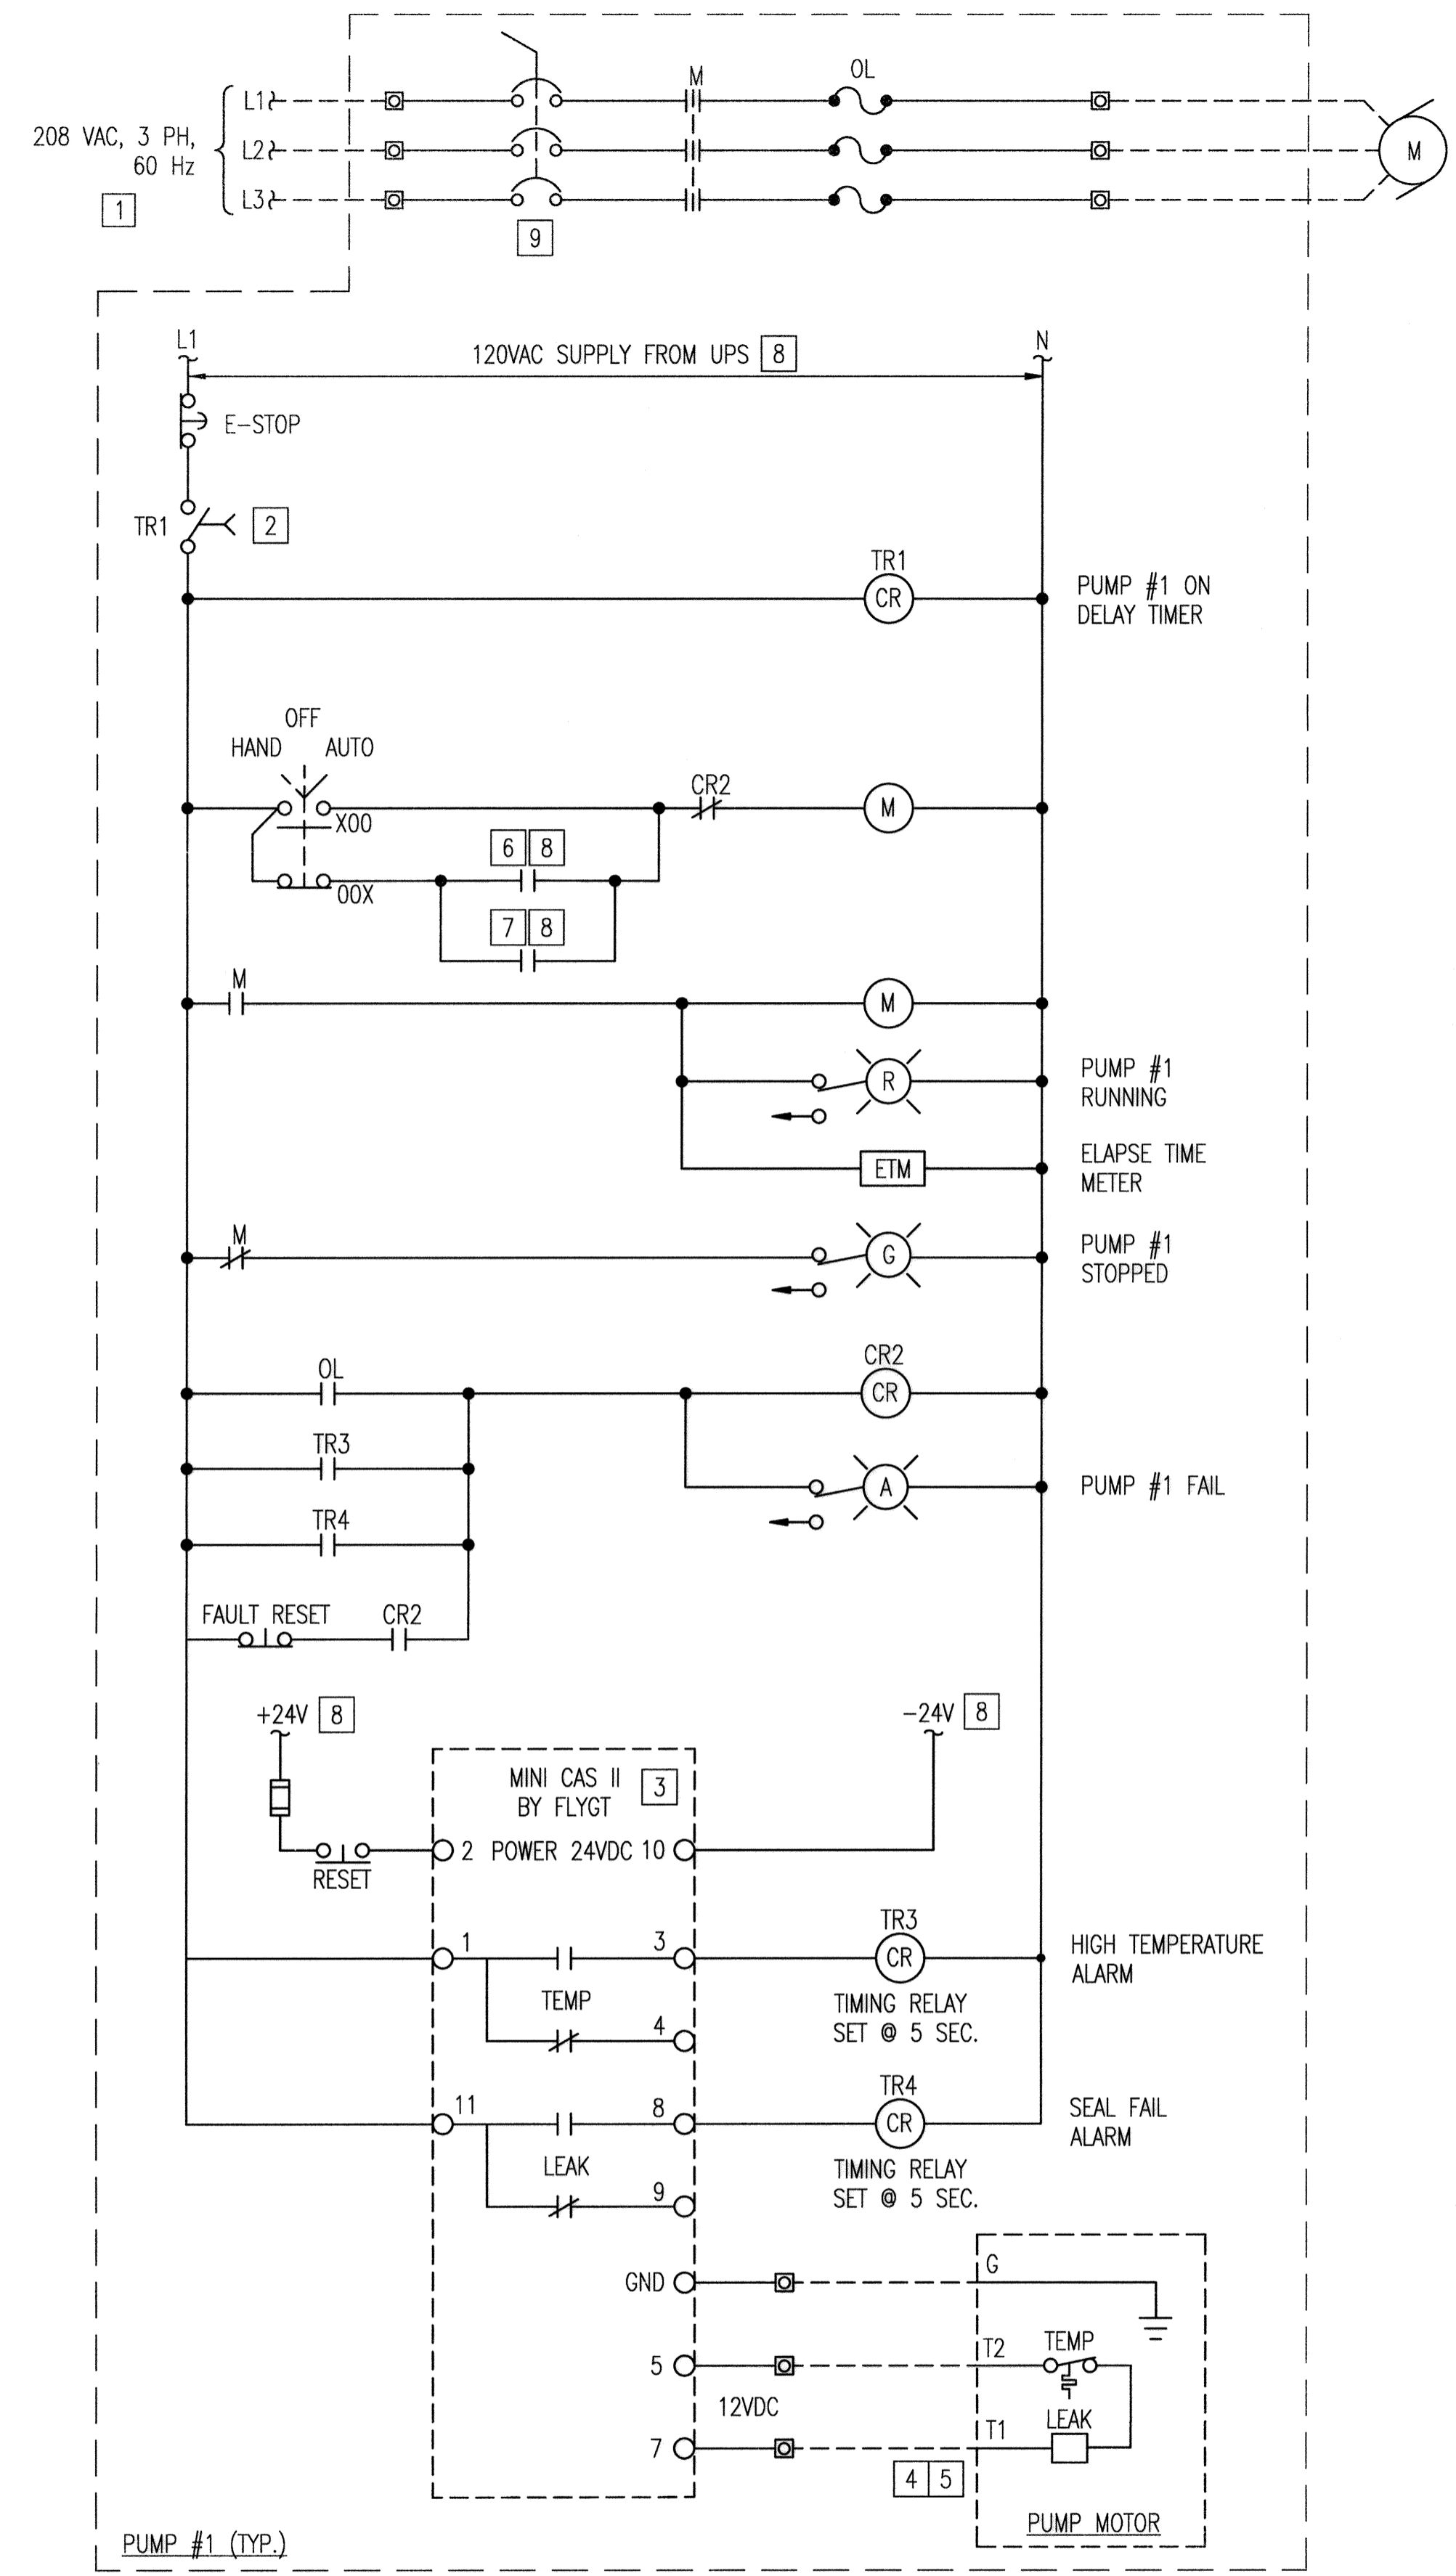 OL
M
L1
208 VAC, 3 PH,
60 Hz
L2
M
L3
1
9
L1
N
120VAC SUPPLY FROM UPS 8
E-STOP
TR1
2
TR1
CR
PUMP #1 ON
DELAY TIMER
OFF
HAND AUTO
CR2
M
X00
6 8
00X
7 8
M
M
R
PUMP #1
RUNNING
ETM
ELAPSE TIME
METER
M
G
PUMP #1
STOPPED
OL
CR2
CR
TR3
A
PUMP #1 FAIL
TR4
FAULT RESET
CR2
+24V 8
-24V 8
MINI CAS II
BY FLYGT
3
2 POWER 24VDC 10
RESET
1
3
TR3
CR
HIGH TEMPERATURE
ALARM
TEMP
TIMING RELAY
SET @ 5 SEC.
4
11
8
TR4
CR
SEAL FAIL
ALARM
LEAK
TIMING RELAY
SET @ 5 SEC.
9
GND
G
5
T2
TEMP
12VDC
7
T1
LEAK
4 5
PUMP MOTOR
PUMP #1 (TYP.)